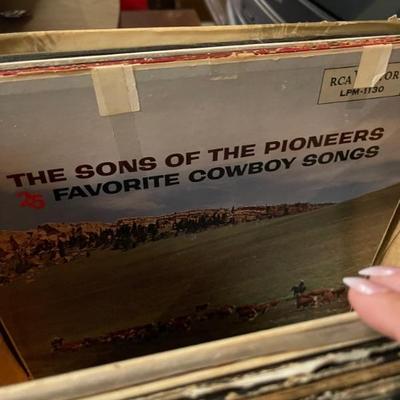 RCA VICTOR
LPM-1130
THE SONS OF THE PIONEERS
25 FAVORITE COWBOY SONGS